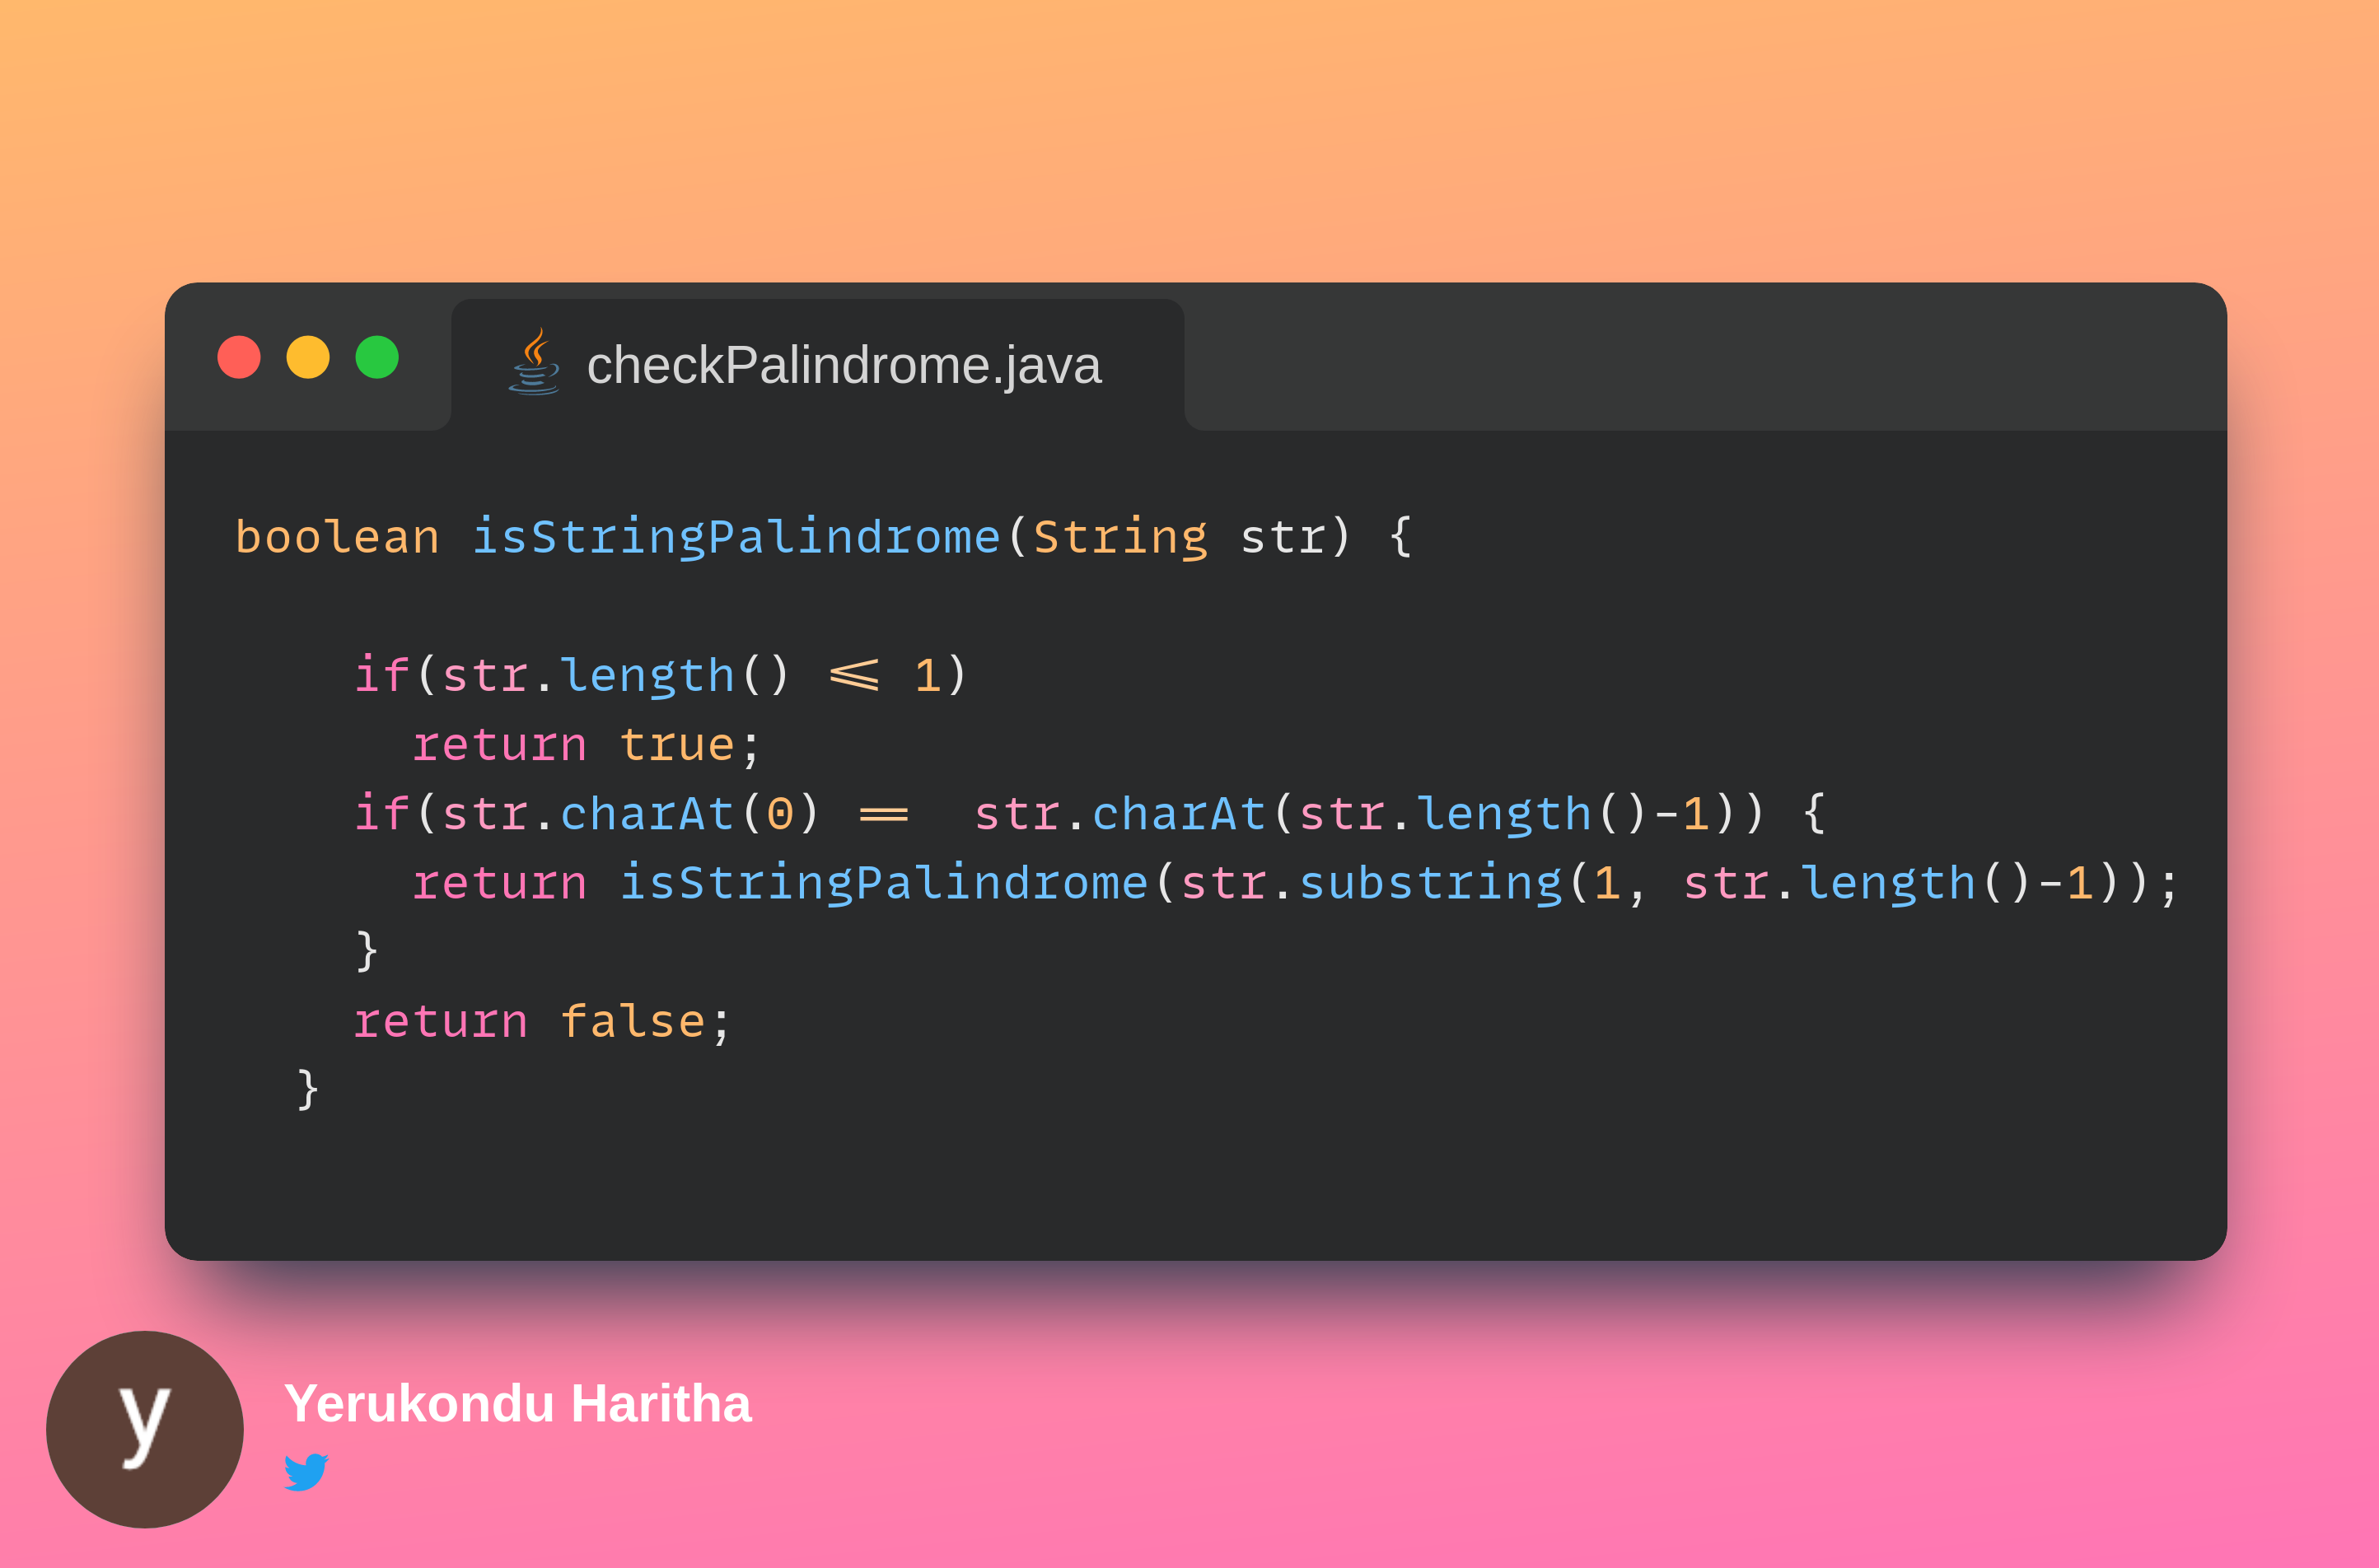 checkPalindrome.java
boolean isStringPalindrome(String str) {
if(str.length() <= 1)
return true;
if(str.charAt(0) ==  str.charAt(str.length()-1)) {
return isStringPalindrome(str.substring(1, str.length()-1));
}
return false;
}
y
Yerukondu Haritha